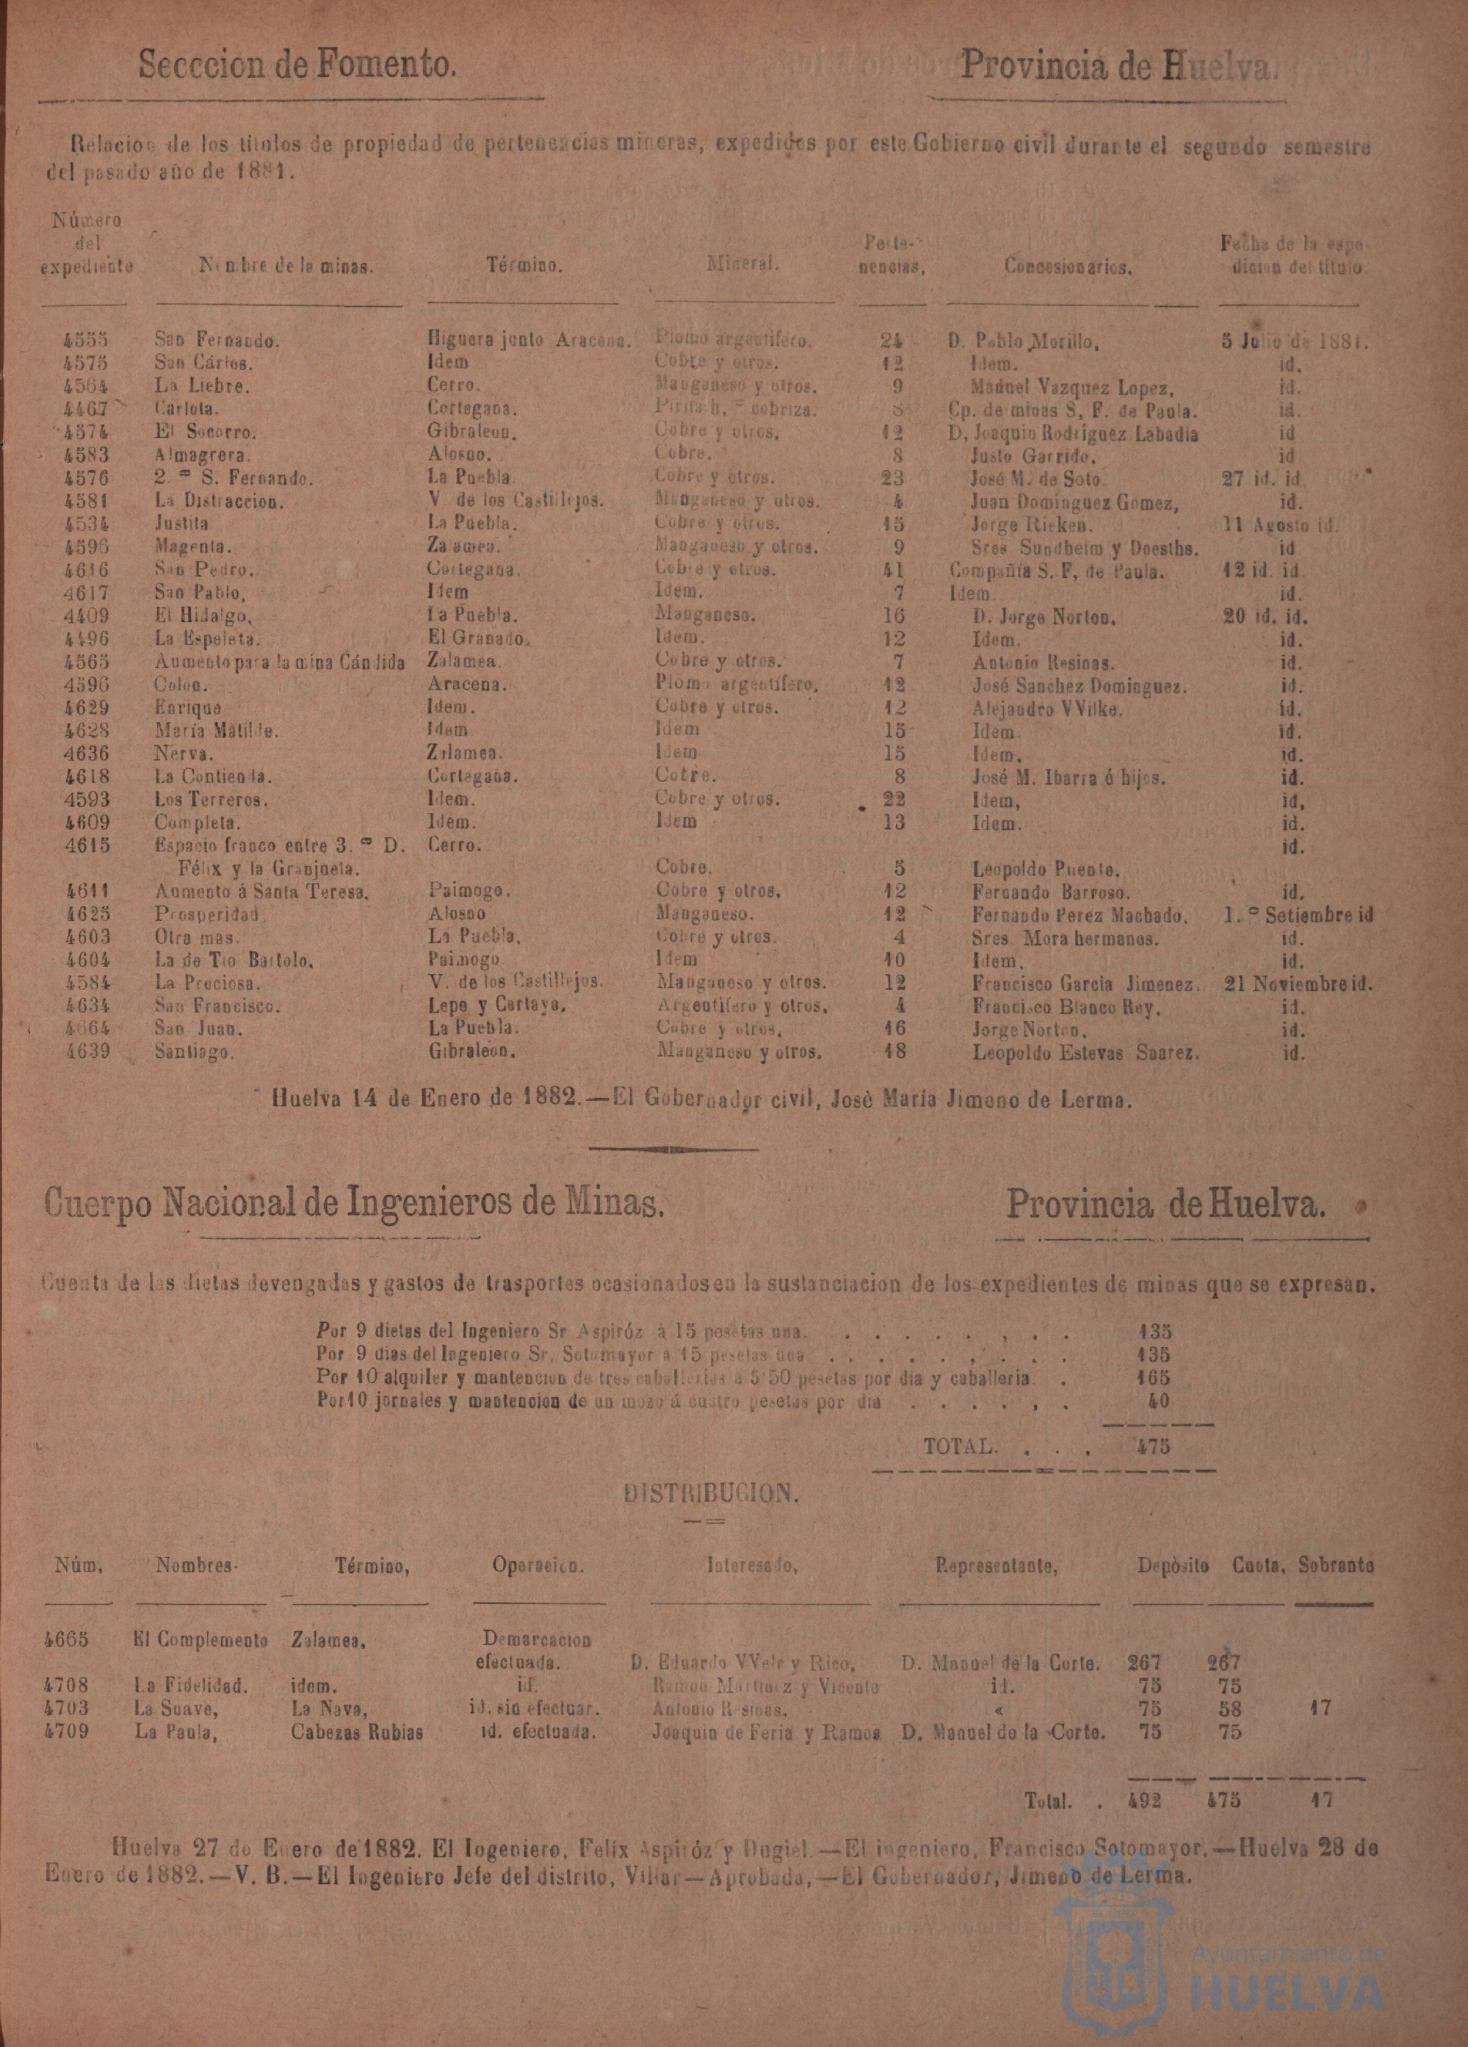 Secccion de Fomento. Provincia de Huelva.
Relacion de los titulos de propiedad de pertenencias mineras, expedidos por este Gobierno civil durante el segundo semestre
del pasado año de 1881.
Número del expediente Nombre de la minas. Término. Mineral. Perte-nencias, Concesionarios, Fecha de la espe-dicion del titulo
4555 San Fernando. Higuera junto Aracena. Plomo argentifero. 24 D. Pablo Morillo, 5 Julio de 1881.
4575 San Cárlos. Idem Cobre y otros. 12 Idem. id.
4564 La Liebre. Cerro. Manganeso y otros. 9 Manuel Vazquez Lopez, id.
4467 Carlota. Cortegana. Pirita h, ª cobriza. 8 Cp. de minas S, F. de Paula. id.
4574 El Socorro. Gibraleon. Cobre y otros, 12 D, Joaquin Rodriguez Labadia id
4583 Almagrera. Alosno. Cobre. 8 Justo Garrido, id
4576 2. ª S. Fernando. La Puebla. Cobre y otros. 23 José M. de Soto. 27 id. id.
4581 La Distraccion. V de los Castillejos. Manganeso y otros. 4 Juan Dominguez Gomez, id.
4534 Justita La Puebla. Cobre y otros. 15 Jorge Rieken. 11 Agosto id.
4596 Magenta. Zalamea. Manganeso y otros. 9 Sres Sundheim y Doesths. id
4616 San Pedro. Cortegana. Cobre y otros. 41 Compañia S. F, de Paula. 12 id. id.
4617 San Pablo, Idem Idem. 7 Idem. id.
4409 El Hidalgo, La Puebla. Manganeso. 16 D. Jorge Norton, 20 id. id.
4496 La Espeleta. El Granado, Idem. 12 Idem. id.
4565 Aumento para la mina Cándida Zalamea. Cobre y otros. 7 Antonio Resinas. id.
4596 Colon. Aracena. Plomo argentífero, 12 José Sanchez Dominguez. id.
4629 Enrique Idem. Cobre y otros. 12 Alejandro VVilke. id.
4628 María Matilde. Idem Idem 15 Idem. id.
4636 Nerva. Zalamea. Idem 15 Idem, id.
4618 La Contienda. Cortegana. Cobre. 8 José M. Ibarra é hijos. id.
4593 Los Terreros. Idem. Cobre y otros. 22 Idem, id,
4609 Completa. Idem. Idem 13 Idem. id.
4615 Espacio franco entre 3. ª D. Cerro. id.
Félix y la Granjuela. Cobre. 5 Leopoldo Puente,
4611 Aumento á Santa Teresa, Paimogo. Cobre y otros, 12 Fernando Barroso. id.
4625 Prosperidad. Alosno Manganeso. 12 Fernando Perez Machado, 1. º Setiembre id
4603 Otra mas. La Puebla, Cobre y otros. 4 Sres. Mora hermanos. id.
4604 La de Tio Bartolo, Paimogo Idem 10 Idem, id.
4584 La Preciosa. V. de los Castillejos. Manganeso y otros. 12 Francisco Garcia Jimenez. 21 Noviembre id.
4634 San Francisco. Lepe y Cartaya, Argentifero y otros, 4 Francisco Blanco Rey, id.
4664 San Juan. La Puebla. Cobre y otros, 16 Jorge Norton, id.
4639 Santiago. Gibraleon. Manganeso y otros, 18 Leopoldo Estevas Suarez. id.
Huelva 14 de Enero de 1882.—El Gobernador civil, José María Jimeno de Lerma.
Cuerpo Nacional de Ingenieros de Minas. Provincia de Huelva.
Cuenta de las dietas devengadas y gastos de trasportes ocasionados en la sustanciacion de los expedientes de minas que se expresan.
Por 9 dietas del Ingeniero Sr Aspiróz à 15 pesetas una. 135
Por 9 dias del Ingeniero Sr. Sotomayor á 15 pesetas una 135
Por 10 alquiler y mantencion de tres caballerias á 5'50 pesetas por dia y caballeria. 165
Por 10 jornales y mantencion de un mozo á cuatro pesetas por dia 40
TOTAL. 475
DISTRIBUCION.
Núm, Nombres- Término, Operacion. Interesado, Representante, Depòsito Cuota, Sobrante
4665 El Complemento Zalamea, Demarcacion
efectuada. D. Eduardo VVele y Rico, D. Manuel de la Corte. 267 267
4708 La Fidelidad. idem. id. Ramon Martinez y Vicente id. 75 75
4703 La Suave, La Nava, id. sin efectuar. Antonio Resinas. « 75 58 17
4709 La Paula, Cabezas Rubias id. efectuada. Joaquin de Feria y Ramos D. Manuel de la Corte. 75 75
Total. . 492 475 17
Huelva 27 de Enero de 1882. El Ingeniero, Felix Aspiróz y Dugiel.—El ingeniero, Francisco Sotomayor.—Huelva 28 de
Enero de 1882.—V. B.—El Ingeniero Jefe del distrito, Villar—Aprobada,—El Gobernador, Jimeno de Lerma.
Ayuntamiento de
HUELVA